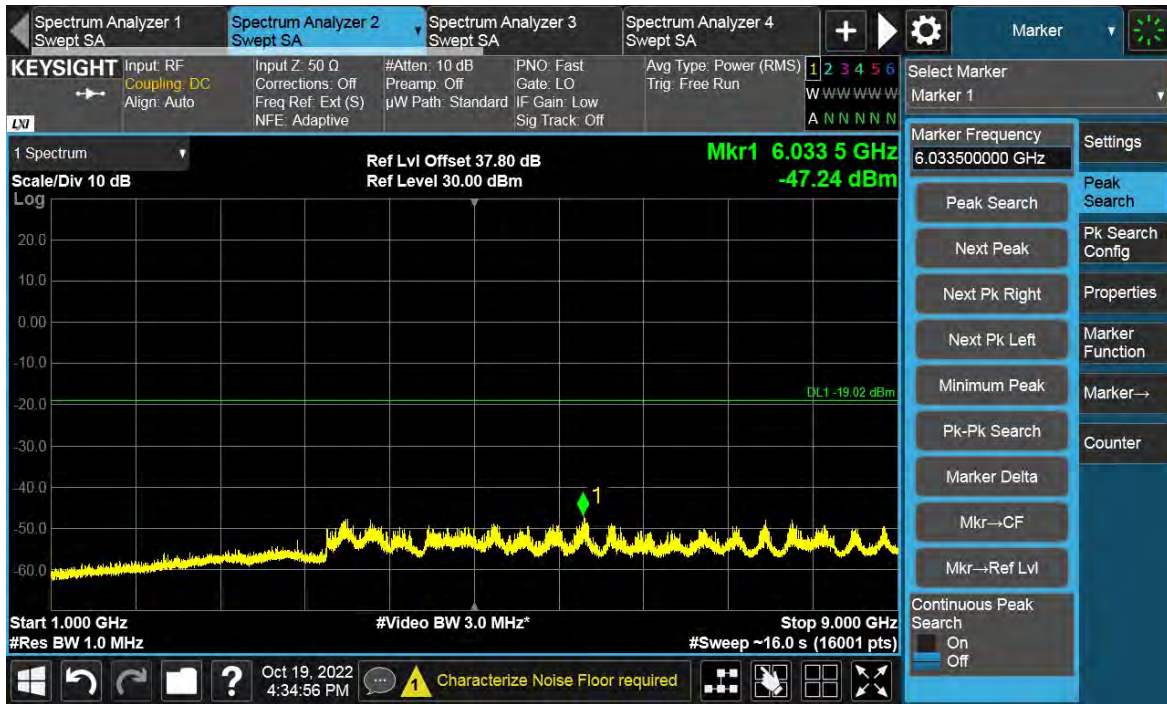 Spectrum Analyzer 1
Swept SA
Spectrum Analyzer 2
Swept SA
Spectrum Analyzer 3
Swept SA
Spectrum Analyzer 4
Swept SA
+
Marker
KEYSIGHT
LXI
Input: RF
Coupling: DC
Align: Auto
Input Z: 50 Ω
Corrections: Off
Freq Ref: Ext (S)
NFE: Adaptive
#Atten: 10 dB
Preamp: Off
µW Path: Standard
PNO: Fast
Gate: LO
IF Gain: Low
Sig Track: Off
Avg Type: Power (RMS)
Trig: Free Run
1 2 3 4 5 6
W W W W W W
A N N N N N
Select Marker
Marker 1
1 Spectrum
Scale/Div 10 dB
Log
Ref Lvl Offset 37.80 dB
Ref Level 30.00 dBm
Mkr1 6.033 5 GHz
-47.24 dBm
20.0
10.0
0.00
-10.0
-20.0
-30.0
-40.0
-50.0
-60.0
DL1 -19.02 dBm
1
Start 1.000 GHz
#Res BW 1.0 MHz
#Video BW 3.0 MHz*
Stop 9.000 GHz
#Sweep ~16.0 s (16001 pts)
Marker Frequency
6.033500000 GHz
Peak Search
Next Peak
Next Pk Right
Next Pk Left
Minimum Peak
Pk-Pk Search
Marker Delta
Mkr→CF
Mkr→Ref Lvl
Continuous Peak
Search
On
Off
Settings
Peak
Search
Pk Search
Config
Properties
Marker
Function
Marker→
Counter
?
Oct 19, 2022
4:34:56 PM
1
Characterize Noise Floor required